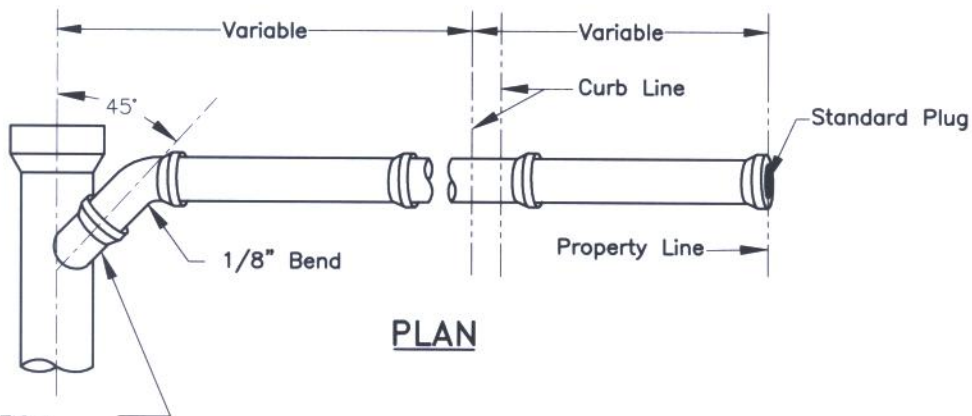 Variable
Variable
45°
Curb Line
Standard Plug
Property Line
1/8" Bend
PLAN